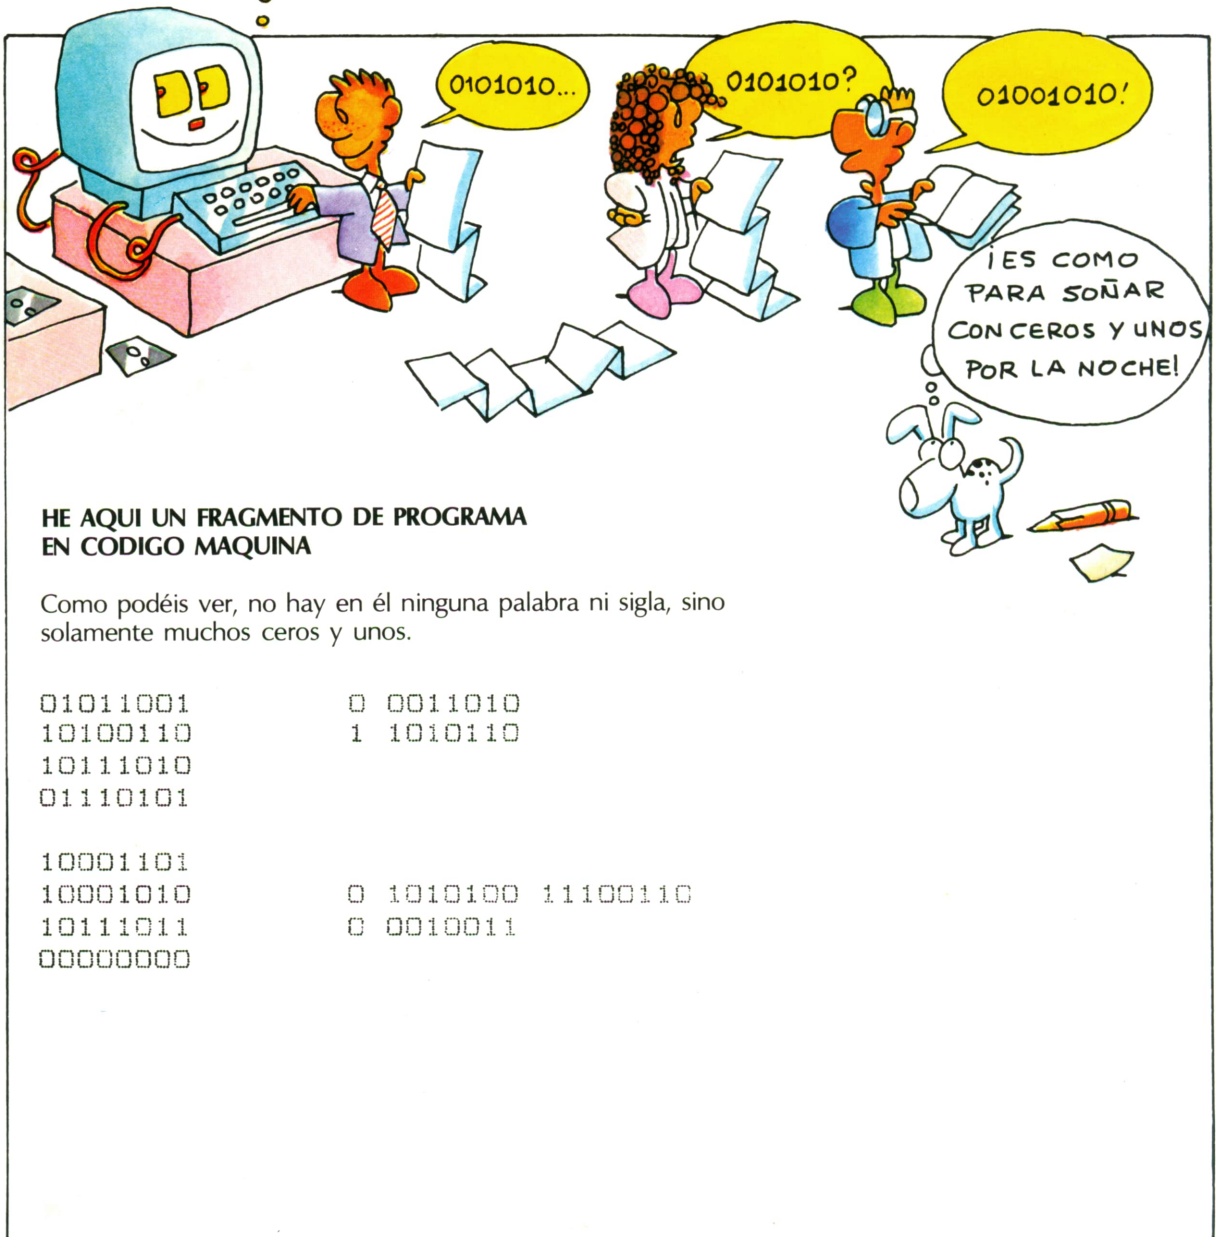 0101010...
0101010?
01001010!
¡ES COMO
PARA SOÑAR
CON CEROS Y UNOS
POR LA NOCHE!
HE AQUI UN FRAGMENTO DE PROGRAMA
EN CODIGO MAQUINA
Como podéis ver, no hay en él ninguna palabra ni sigla, sino
solamente muchos ceros y unos.
01011001 0 0011010
10100110 1 1010110
10111010
01110101
10001101
10001010 0 1010100 11100110
10111011 0 0010011
00000000